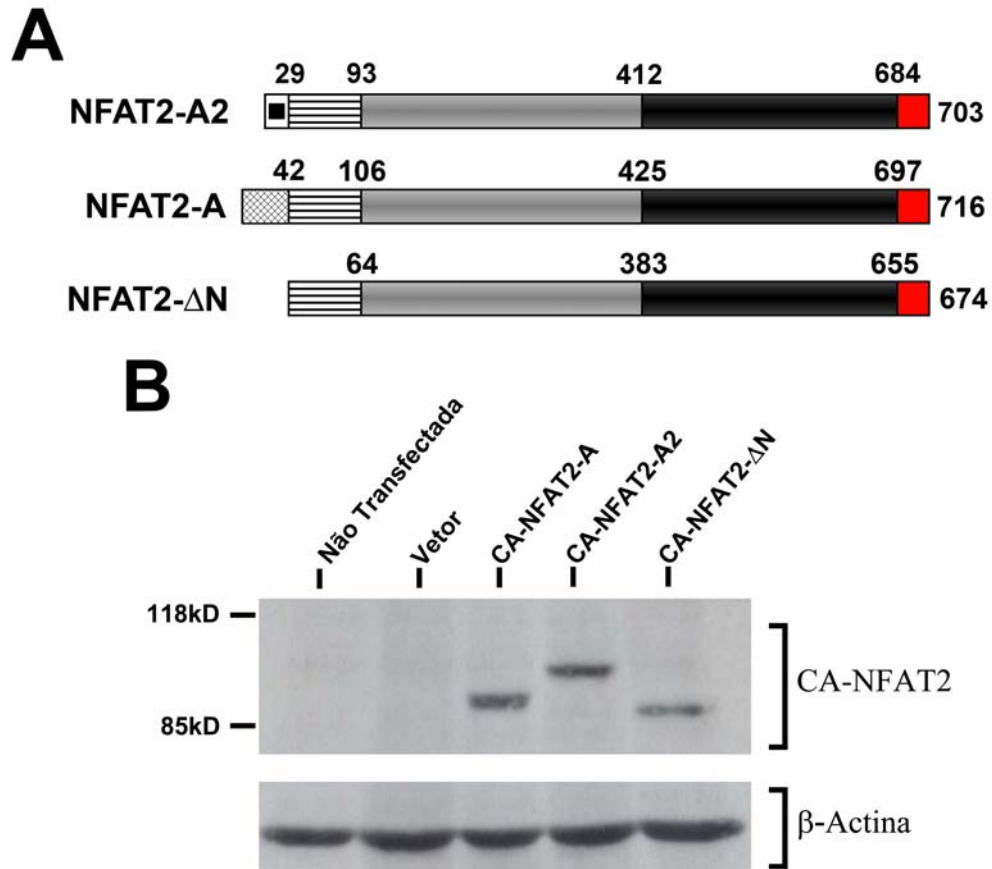 A
29 93 412 684
NFAT2-A2 703
42 106 425 697
NFAT2-A 716
64 383 655
NFAT2-ΔN 674
B
Não Transfectada
Vetor
CA-NFAT2-A
CA-NFAT2-A2
CA-NFAT2-ΔN
118kD
CA-NFAT2
85kD
β-Actina